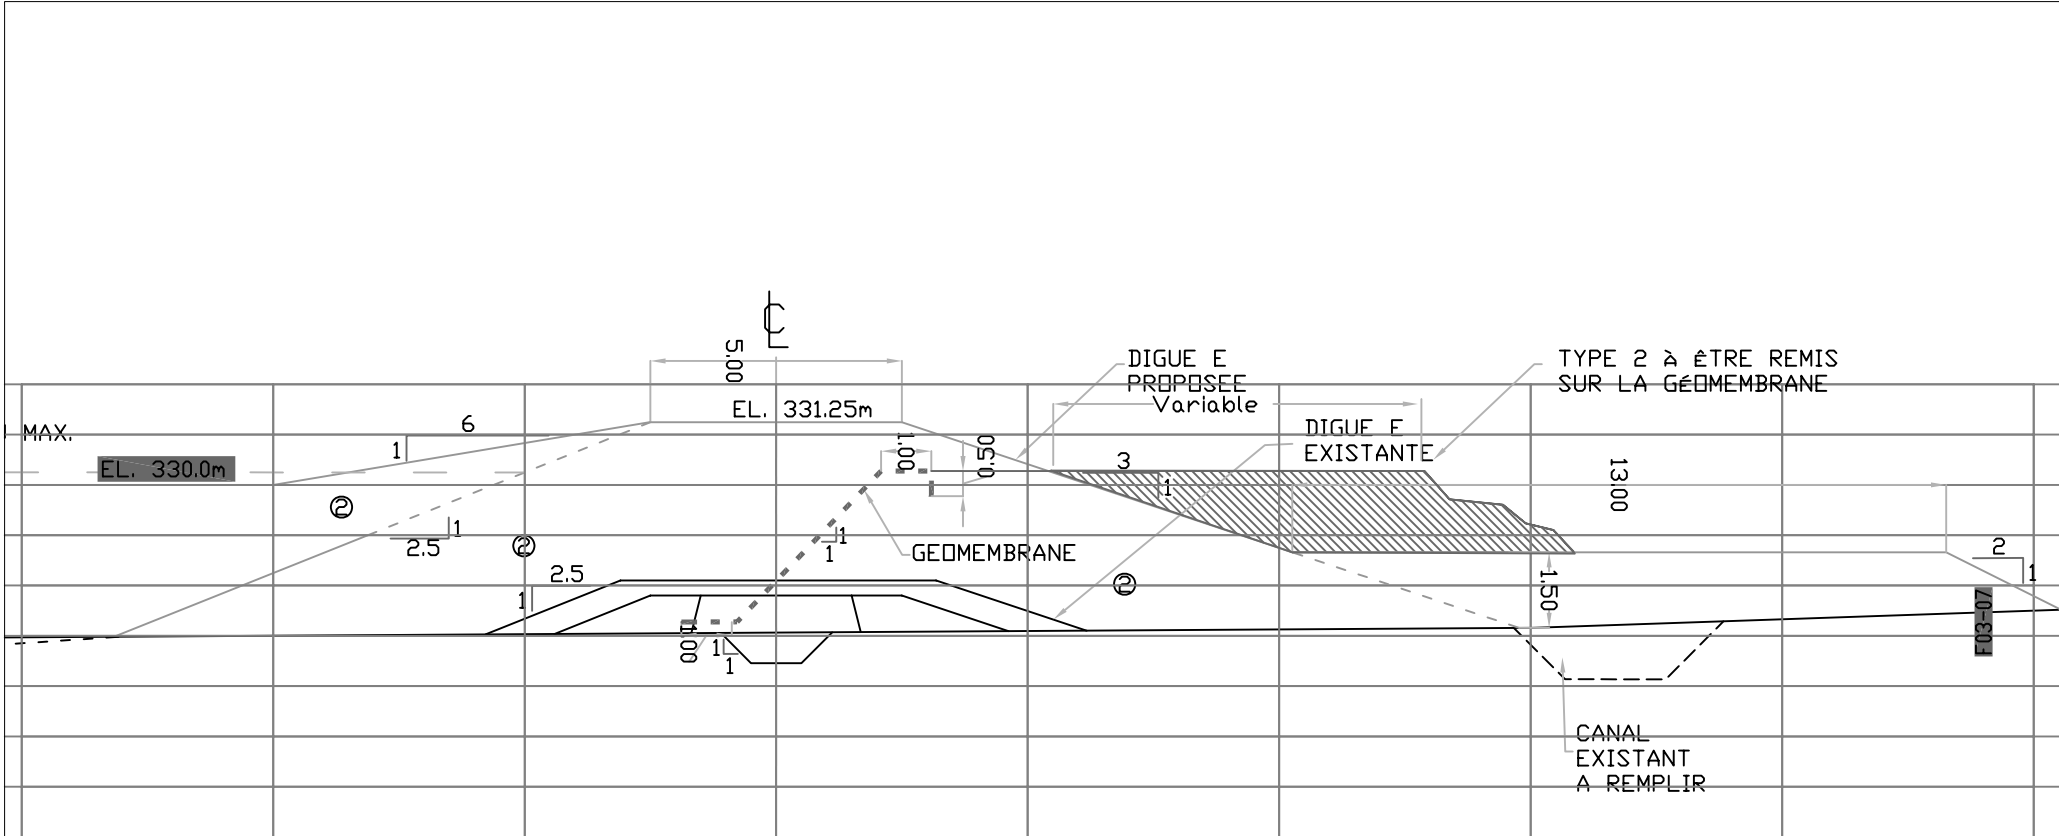 ℄
5.00
DIGUE E
PROPOSEE
TYPE 2 À ÊTRE REMIS
SUR LA GÉOMEMBRANE
Variable
EL. 331.25m
MAX.
6
1
DIGUE E
EXISTANTE
1.00
0.50
EL. 330.0m
3
1
13.00
2
1
2.5
2
1
1
GEOMEMBRANE
2
1
2.5
1
2
1.50
F03-07
1.00
1
1
CANAL
EXISTANT
A REMPLIR